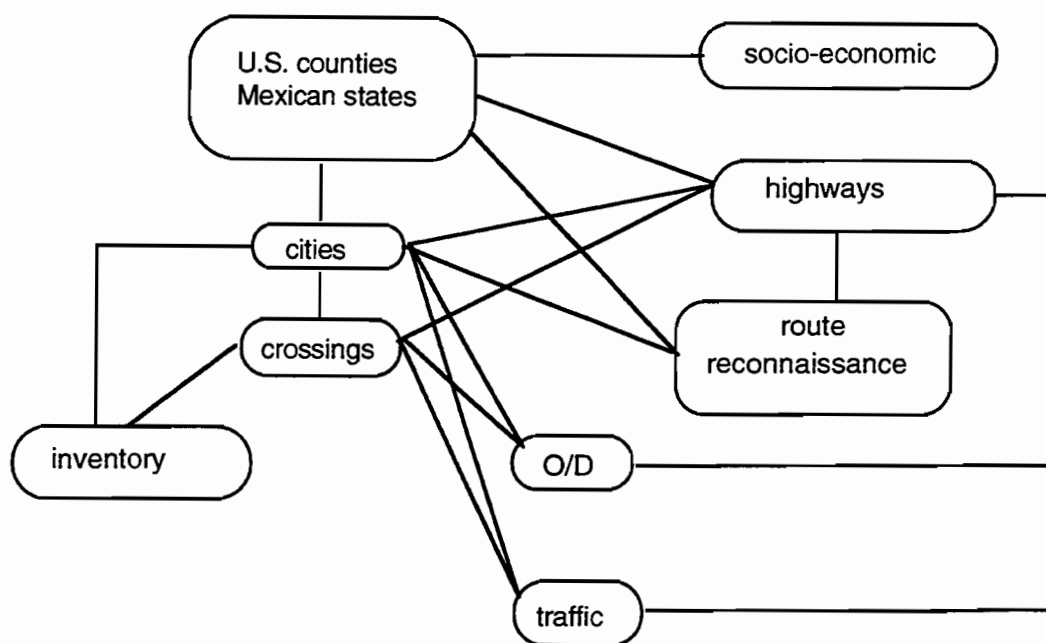 U.S. counties
Mexican states
socio-economic
highways
cities
route
reconnaissance
crossings
inventory
O/D
traffic